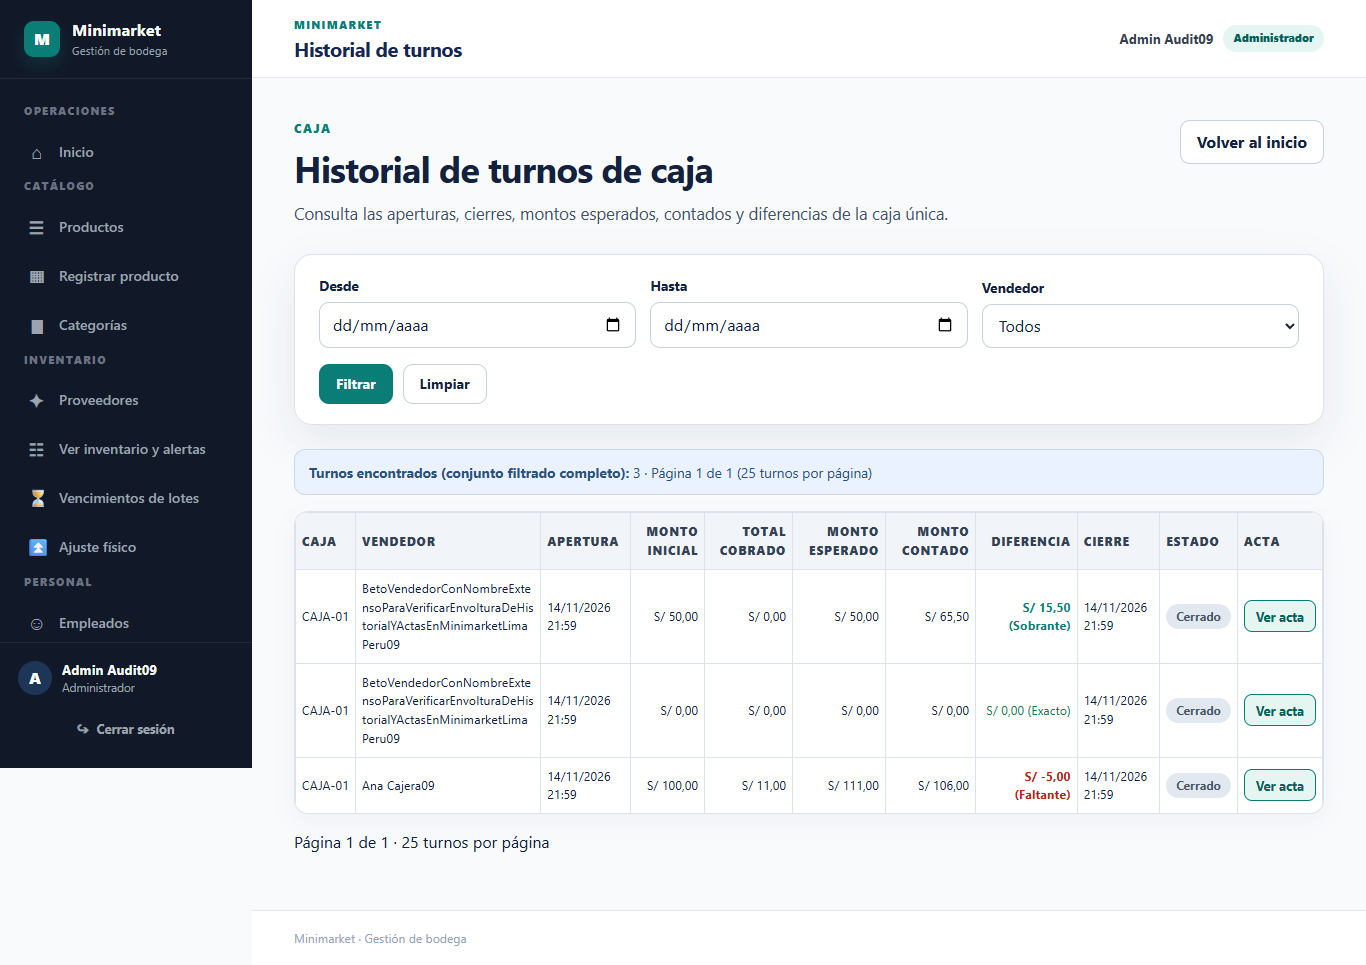 M
Minimarket
Gestión de bodega
OPERACIONES
Inicio
CATÁLOGO
Productos
Registrar producto
Categorías
INVENTARIO
Proveedores
Ver inventario y alertas
Vencimientos de lotes
Ajuste físico
PERSONAL
Empleados
A
Admin Audit09
Administrador
Cerrar sesión
MINIMARKET
Historial de turnos
Admin Audit09
Administrador
CAJA
Historial de turnos de caja
Consulta las aperturas, cierres, montos esperados, contados y diferencias de la caja única.
Volver al inicio
Desde
Hasta
Vendedor
dd/mm/aaaa
dd/mm/aaaa
Todos
Filtrar
Limpiar
Turnos encontrados (conjunto filtrado completo): 3 · Página 1 de 1 (25 turnos por página)
CAJA
VENDEDOR
APERTURA
MONTO
INICIAL
TOTAL
COBRADO
MONTO
ESPERADO
MONTO
CONTADO
DIFERENCIA
CIERRE
ESTADO
ACTA
CAJA-01
BetoVendedorConNombreExte
nsoParaVerificarEnvolturaDeHis
torialYActasEnMinimarketLima
Peru09
14/11/2026
21:59
S/ 50,00
S/ 0,00
S/ 50,00
S/ 65,50
S/ 15,50
(Sobrante)
14/11/2026
21:59
Cerrado
Ver acta
CAJA-01
BetoVendedorConNombreExte
nsoParaVerificarEnvolturaDeHis
torialYActasEnMinimarketLima
Peru09
14/11/2026
21:59
S/ 0,00
S/ 0,00
S/ 0,00
S/ 0,00
S/ 0,00 (Exacto)
14/11/2026
21:59
Cerrado
Ver acta
CAJA-01
Ana Cajera09
14/11/2026
21:59
S/ 100,00
S/ 11,00
S/ 111,00
S/ 106,00
S/ -5,00
(Faltante)
14/11/2026
21:59
Cerrado
Ver acta
Página 1 de 1 · 25 turnos por página
Minimarket · Gestión de bodega